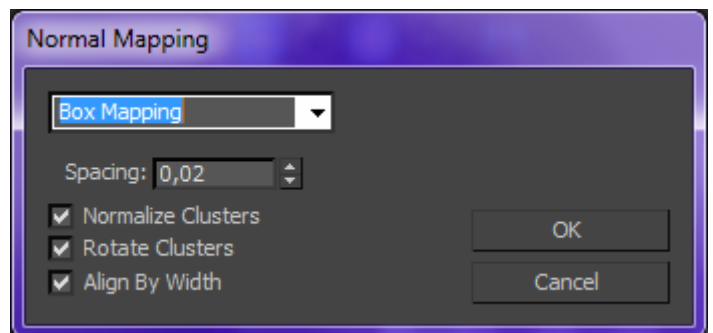 Normal Mapping
Box Mapping
Spacing: 0,02
Normalize Clusters
Rotate Clusters
Align By Width
OK
Cancel